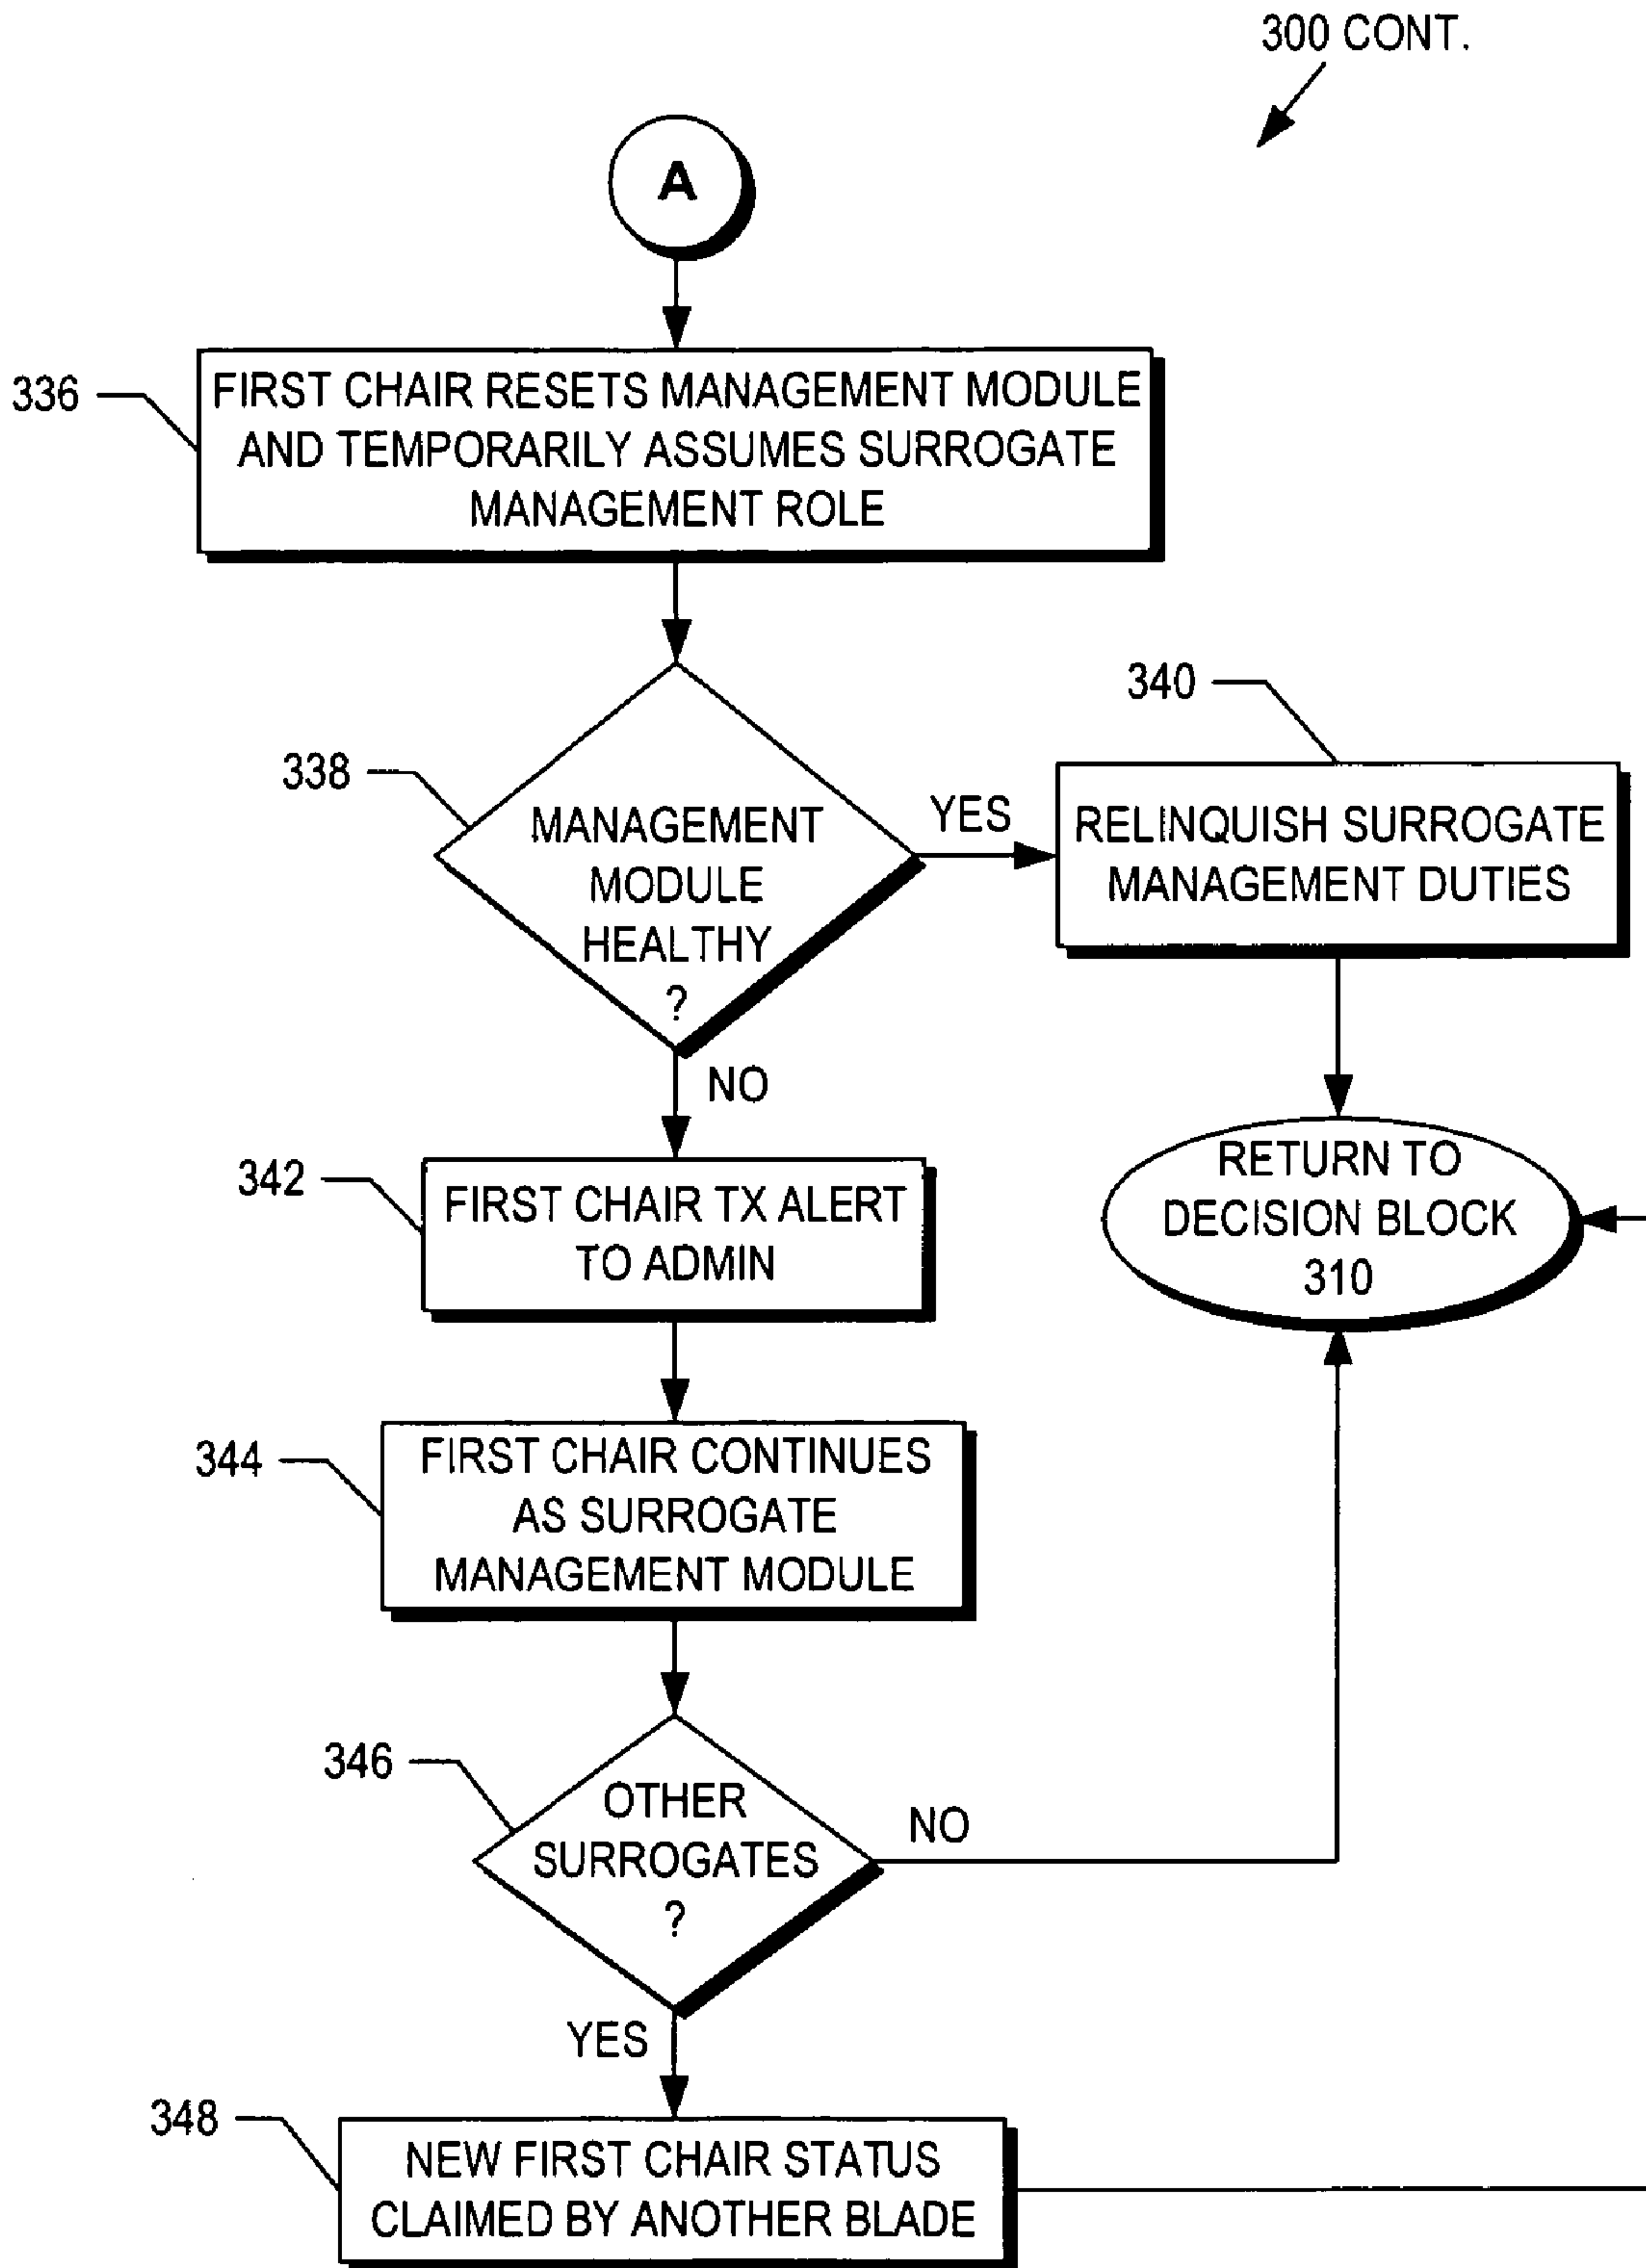 300 CONT.
A
336
FIRST CHAIR RESETS MANAGEMENT MODULE
AND TEMPORARILY ASSUMES SURROGATE
MANAGEMENT ROLE
338
MANAGEMENT
MODULE
HEALTHY
?
YES
340
RELINQUISH SURROGATE
MANAGEMENT DUTIES
NO
RETURN TO
DECISION BLOCK
310
342
FIRST CHAIR TX ALERT
TO ADMIN
344
FIRST CHAIR CONTINUES
AS SURROGATE
MANAGEMENT MODULE
346
OTHER
SURROGATES
?
NO
YES
348
NEW FIRST CHAIR STATUS
CLAIMED BY ANOTHER BLADE